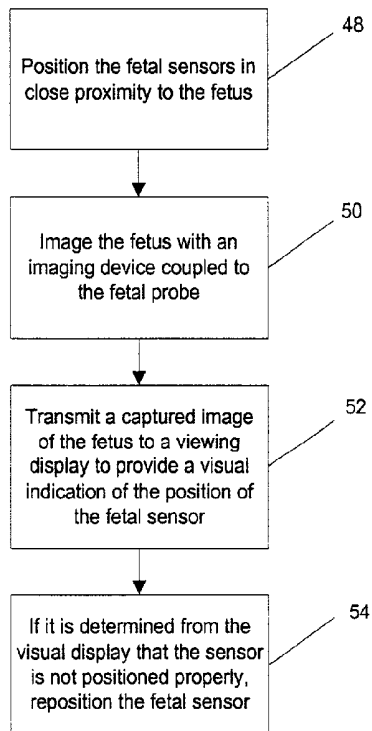 48
Position the fetal sensors in
close proximity to the fetus
50
Image the fetus with an
imaging device coupled to
the fetal probe
52
Transmit a captured image
of the fetus to a viewing
display to provide a visual
indication of the position of
the fetal sensor
54
If it is determined from the
visual display that the sensor
is not positioned properly,
reposition the fetal sensor